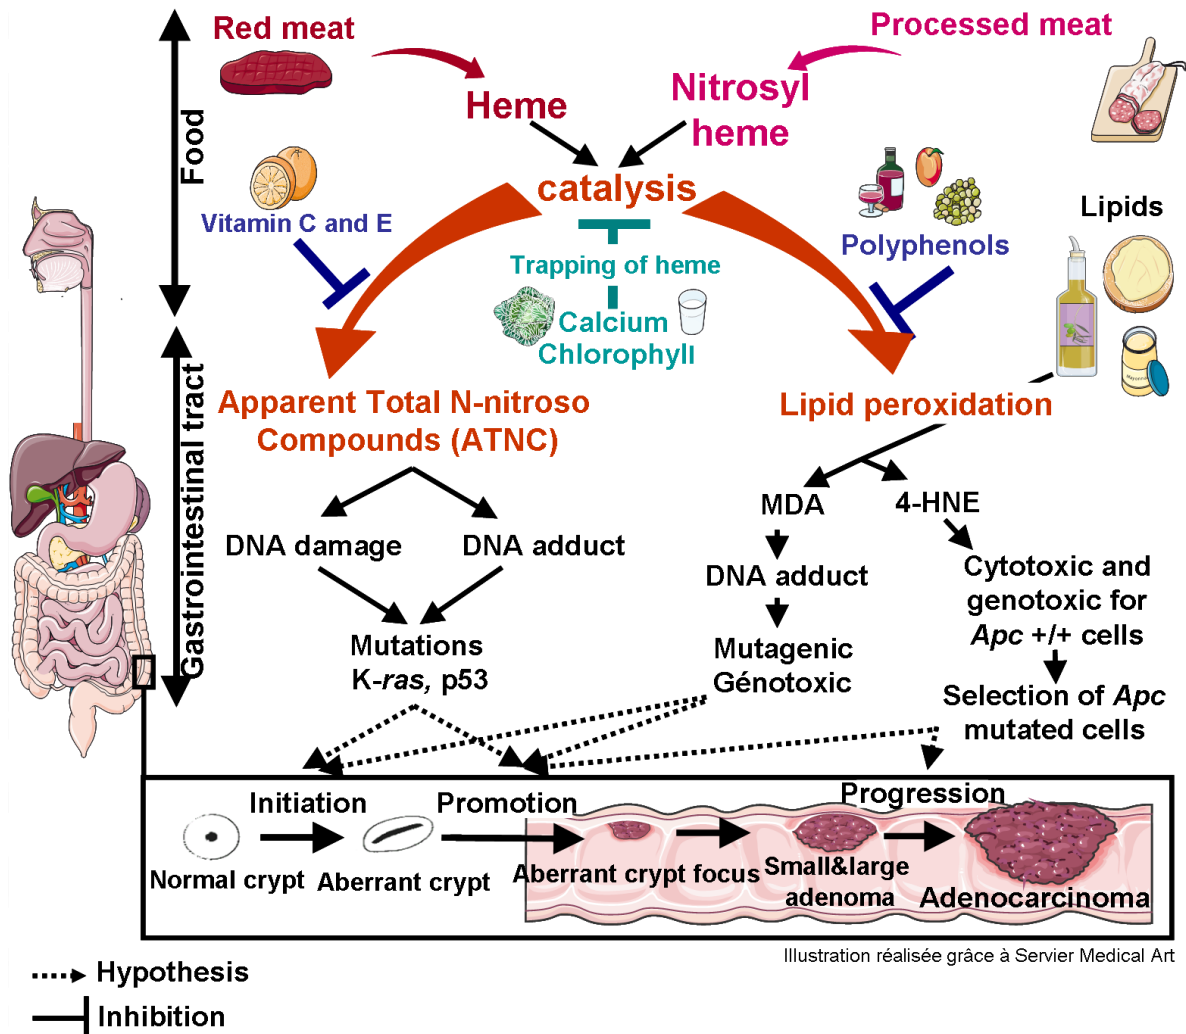 Red meat
Processed meat
Heme
Nitrosyl
heme
Food
catalysis
Vitamin C and E
Polyphenols
Lipids
Trapping of heme
Calcium
Chlorophyll
Gastrointestinal tract
Apparent Total N-nitroso
Compounds (ATNC)
Lipid peroxidation
DNA damage
DNA adduct
MDA
4-HNE
DNA adduct
Cytotoxic and
genotoxic for
Apc +/+ cells
Mutations
K-ras, p53
Mutagenic
Génotoxic
Selection of Apc
mutated cells
Initiation
Promotion
Progression
Normal crypt
Aberrant crypt
Aberrant crypt focus
Small&large
adenoma
Adenocarcinoma
Illustration réalisée grâce à Servier Medical Art
Hypothesis
Inhibition